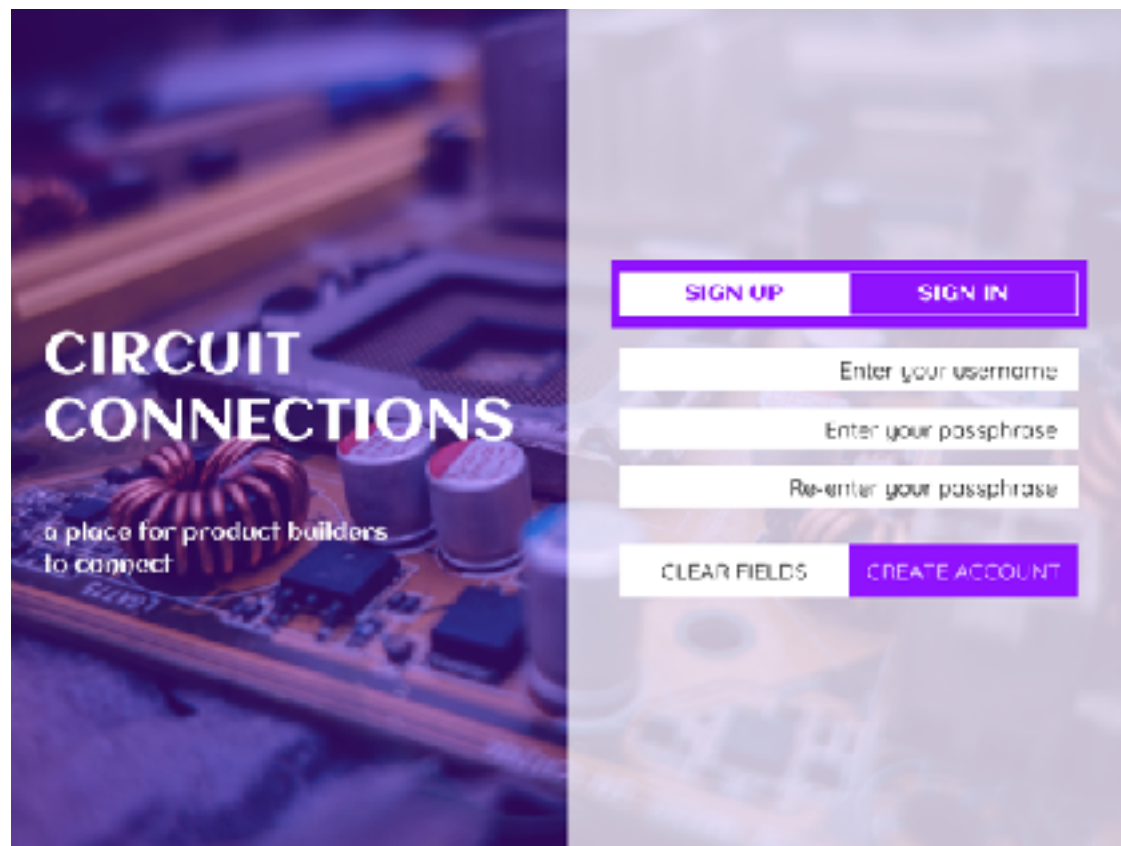 CIRCUIT
CONNECTIONS
a place for product builders
to connect
SIGN UP
SIGN IN
Enter your username
Enter your passphrase
Re-enter your passphrase
CLEAR FIELDS
CREATE ACCOUNT